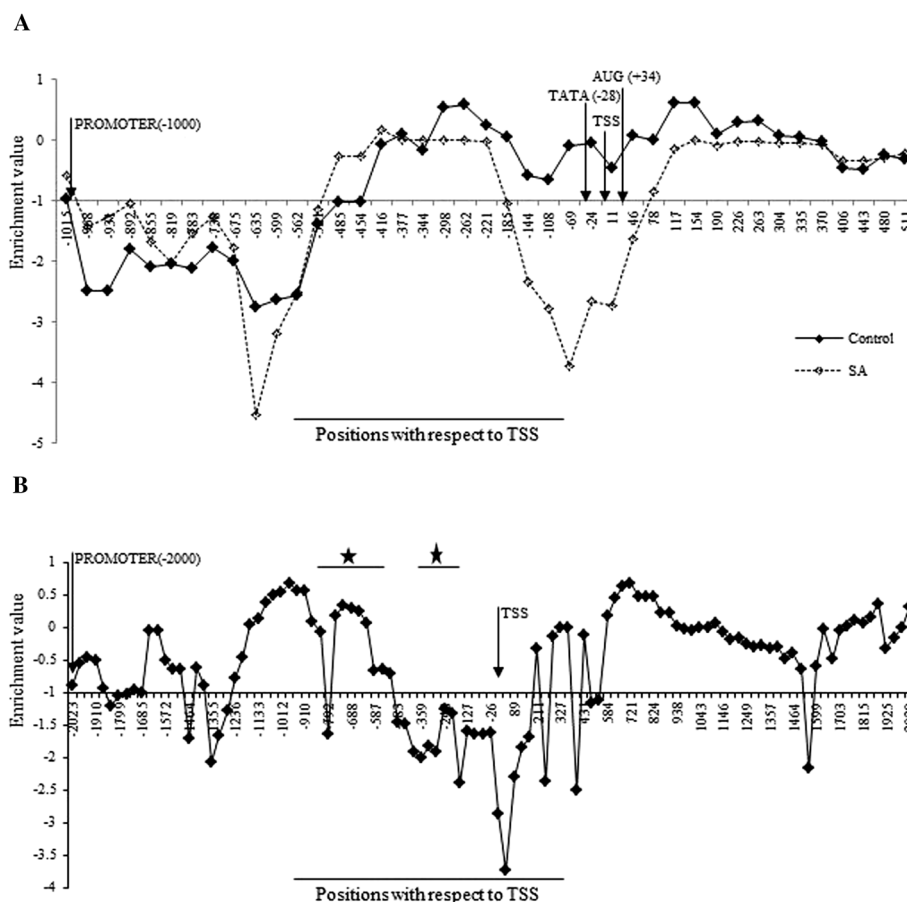 A
PROMOTER(-1000)
AUG (+34)
TATA (-28)
TSS
Enrichment value
1
0
-1
-2
-3
-4
-5
-1015 -892 -855 -819 -675 -635 -599 -562 -485 -454 -416 -377 -344 -298 -262 -221 -185 -144 -108 -69 -24 11 46 78 117 154 190 226 263 304 335 370 406 443 480
Control
SA
Positions with respect to TSS
B
PROMOTER(-2000)
TSS
Enrichment value
1
0.5
0
-0.5
-1
-1.5
-2
-2.5
-3
-3.5
-4
-2023 -1910 -1799 -1685 -1572 -1464 -1355 -1236 -1133 -1012 -910 -792 -688 -587 -359 -127 -26 89 211 327 584 721 824 938 1043 1146 1249 1357 1464 1599 1703 1815 1925
Positions with respect to TSS